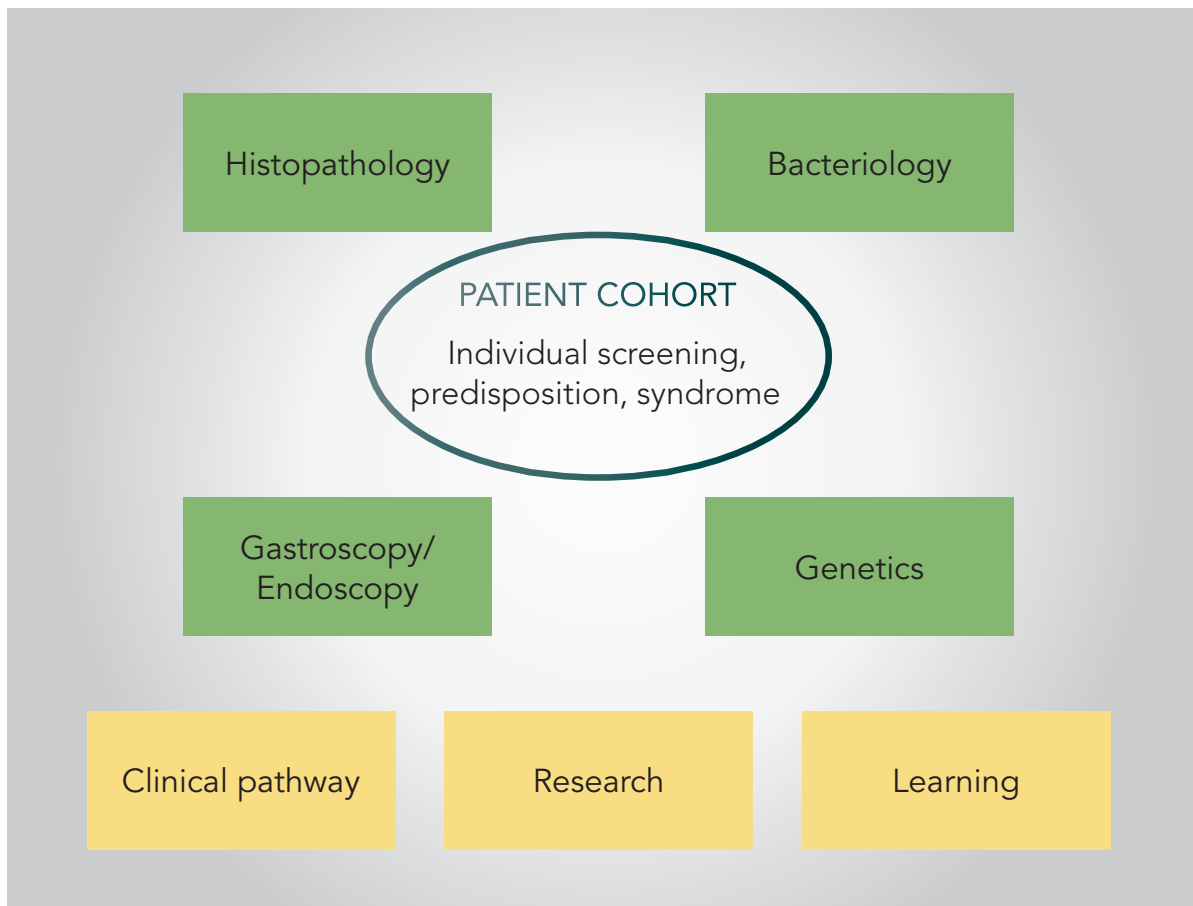 Histopathology
Bacteriology
PATIENT COHORT
Individual screening,
predisposition, syndrome
Gastroscopy/
Endoscopy
Genetics
Clinical pathway
Research
Learning